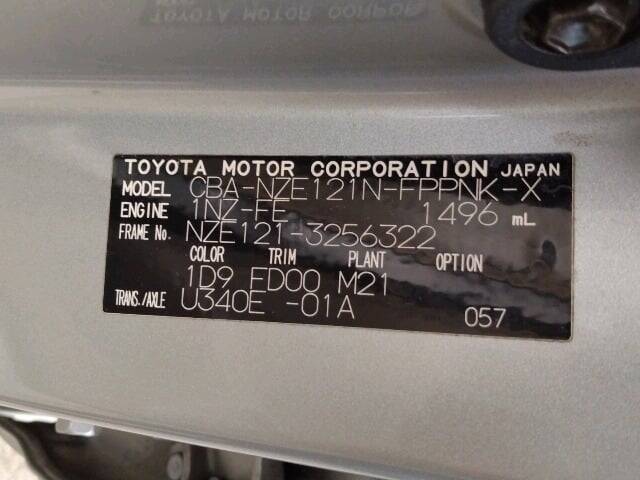 TOYOTA MOTOR CORPORATION JAPAN
MODEL CBA-NZE121N-FPPNK-X
ENGINE 1NZ-FE 1496 mL
FRAME No. NZE121-3256322
COLOR TRIM PLANT OPTION
1D9 FD00 M21
TRANS./AXLE U340E -01A
057